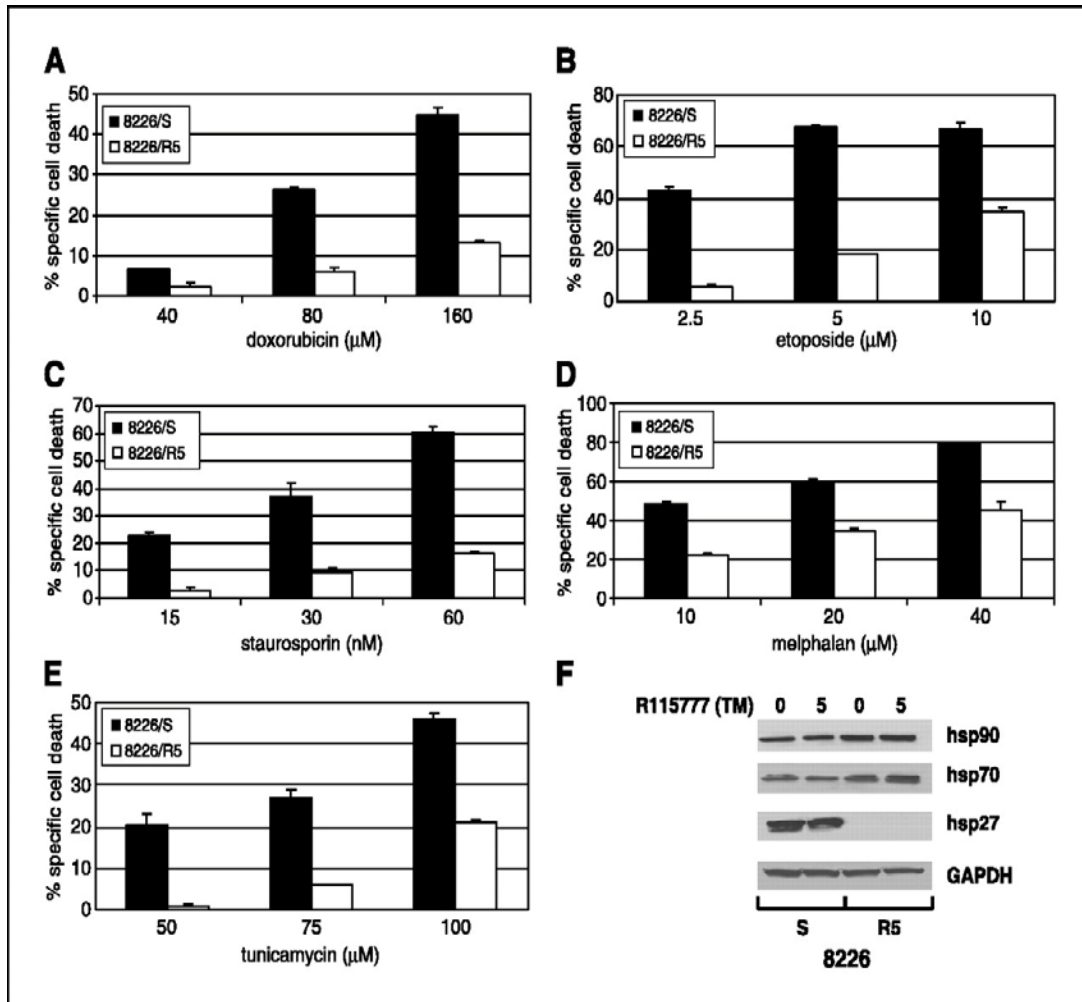 A
% specific cell death
50
40
30
20
10
0
8226/S
8226/R5
40 80 160
doxorubicin (µM)
B
% specific cell death
80
60
40
20
0
8226/S
8226/R5
2.5 5 10
etoposide (µM)
C
% specific cell death
70
60
50
40
30
20
10
0
8226/S
8226/R5
15 30 60
staurosporin (nM)
D
% specific cell death
100
80
60
40
20
0
8226/S
8226/R5
10 20 40
melphalan (µM)
E
% specific cell death
50
40
30
20
10
0
8226/S
8226/R5
50 75 100
tunicamycin (µM)
F
R115777 (TM) 0 5 0 5
hsp90
hsp70
hsp27
GAPDH
S R5
8226